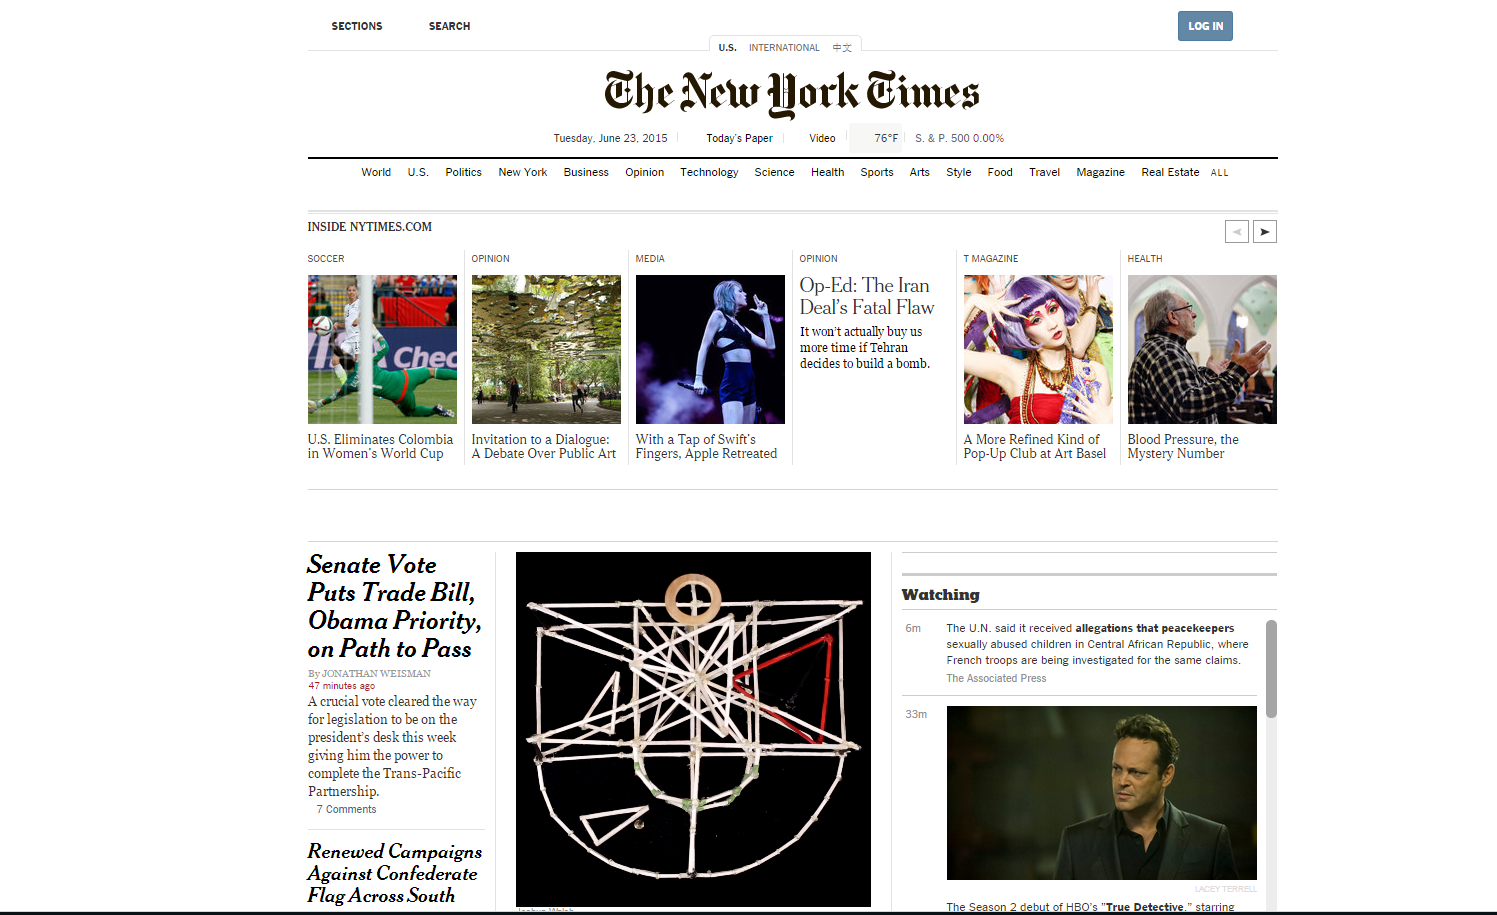 SECTIONS
SEARCH
LOG IN
U.S.
INTERNATIONAL
中文
The New York Times
Tuesday, June 23, 2015
Today's Paper
Video
76°F
S. & P. 500 0.00%
World
U.S.
Politics
New York
Business
Opinion
Technology
Science
Health
Sports
Arts
Style
Food
Travel
Magazine
Real Estate
ALL
INSIDE NYTIMES.COM
SOCCER
Chec
U.S. Eliminates Colombia
in Women's World Cup
OPINION
Invitation to a Dialogue:
A Debate Over Public Art
MEDIA
With a Tap of Swift's
Fingers, Apple Retreated
OPINION
Op-Ed: The Iran
Deal's Fatal Flaw
It won't actually buy us
more time if Tehran
decides to build a bomb.
T MAGAZINE
A More Refined Kind of
Pop-Up Club at Art Basel
HEALTH
Blood Pressure, the
Mystery Number
Senate Vote
Puts Trade Bill,
Obama Priority,
on Path to Pass
By JONATHAN WEISMAN
47 minutes ago
A crucial vote cleared the way
for legislation to be on the
president's desk this week
giving him the power to
complete the Trans-Pacific
Partnership.
7 Comments
Renewed Campaigns
Against Confederate
Flag Across South
Watching
6m
The U.N. said it received allegations that peacekeepers
sexually abused children in Central African Republic, where
French troops are being investigated for the same claims.
The Associated Press
33m
LACEY TERRELL
The Season 2 debut of HBO's "True Detective," starring